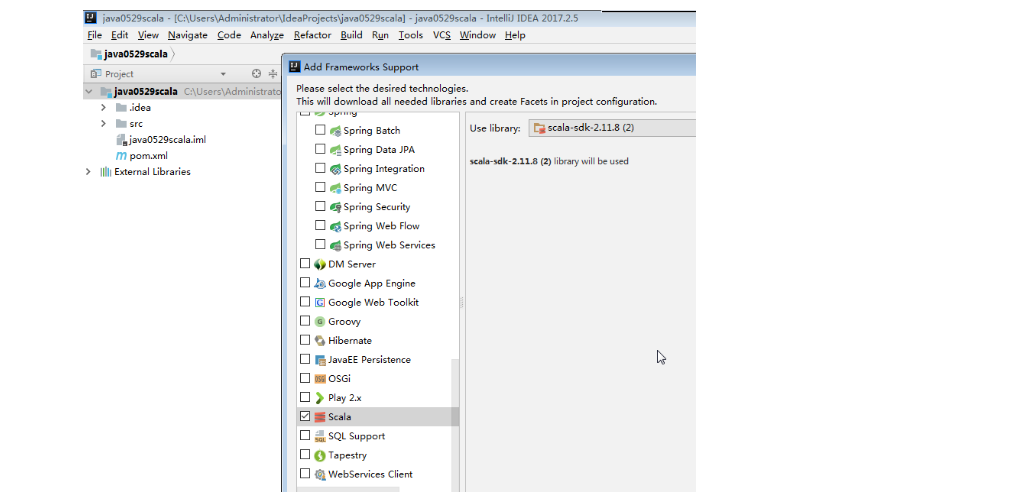 java0529scala - [C:\Users\Administrator\IdeaProjects\java0529scala] - java0529scala - IntelliJ IDEA 2017.2.5
File Edit View Navigate Code Analyze Refactor Build Run Tools VCS Window Help
java0529scala
Project
java0529scala C:\Users\Administrato
.idea
src
java0529scala.iml
pom.xml
External Libraries
Add Frameworks Support
Please select the desired technologies.
This will download all needed libraries and create Facets in project configuration.
Spring
Spring Batch
Spring Data JPA
Spring Integration
Spring MVC
Spring Security
Spring Web Flow
Spring Web Services
DM Server
Google App Engine
Google Web Toolkit
Groovy
Hibernate
JavaEE Persistence
OSGi
Play 2.x
Scala
SQL Support
Tapestry
WebServices Client
Use library: scala-sdk-2.11.8 (2)
scala-sdk-2.11.8 (2) library will be used